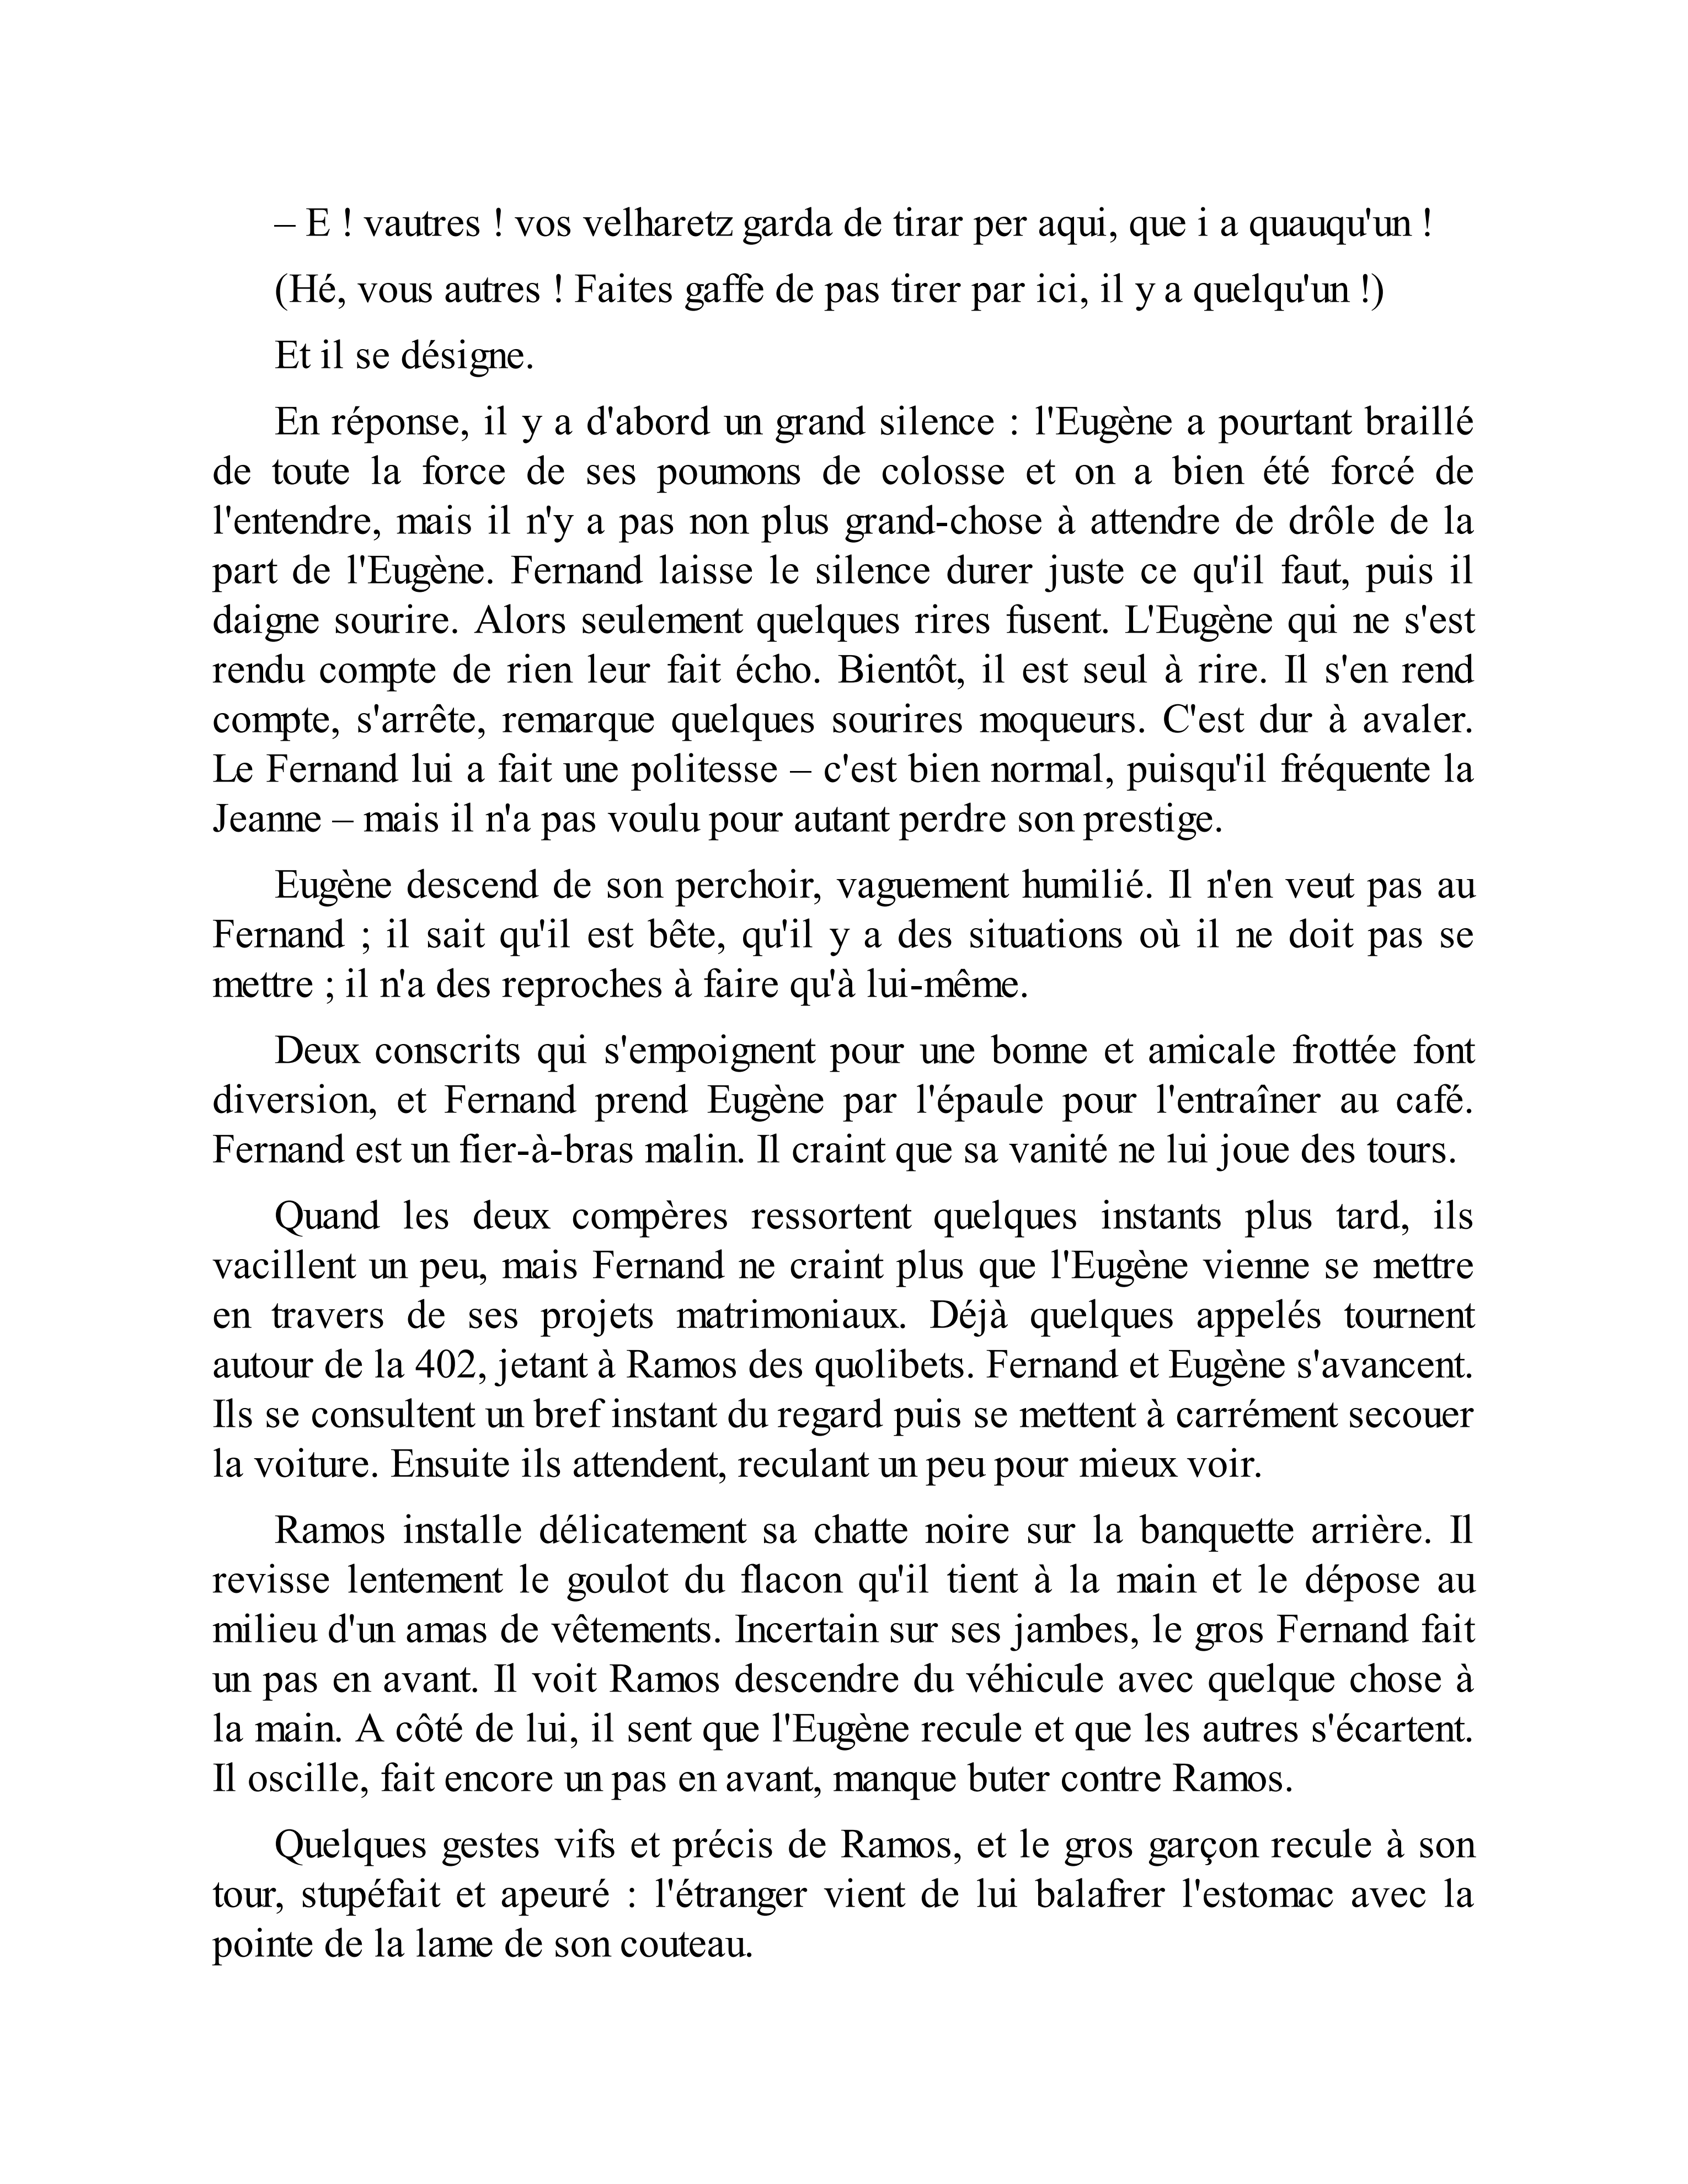 – E ! vautres ! vos velharetz garda de tirar per aqui, que i a quauqu'un !
(Hé, vous autres ! Faites gaffe de pas tirer par ici, il y a quelqu'un !)
Et il se désigne.
En réponse, il y a d'abord un grand silence : l'Eugène a pourtant braillé
de toute la force de ses poumons de colosse et on a bien été forcé de
l'entendre, mais il n'y a pas non plus grand-chose à attendre de drôle de la
part de l'Eugène. Fernand laisse le silence durer juste ce qu'il faut, puis il
daigne sourire. Alors seulement quelques rires fusent. L'Eugène qui ne s'est
rendu compte de rien leur fait écho. Bientôt, il est seul à rire. Il s'en rend
compte, s'arrête, remarque quelques sourires moqueurs. C'est dur à avaler.
Le Fernand lui a fait une politesse – c'est bien normal, puisqu'il fréquente la
Jeanne – mais il n'a pas voulu pour autant perdre son prestige.
Eugène descend de son perchoir, vaguement humilié. Il n'en veut pas au
Fernand ; il sait qu'il est bête, qu'il y a des situations où il ne doit pas se
mettre ; il n'a des reproches à faire qu'à lui-même.
Deux conscrits qui s'empoignent pour une bonne et amicale frottée font
diversion, et Fernand prend Eugène par l'épaule pour l'entraîner au café.
Fernand est un fier-à-bras malin. Il craint que sa vanité ne lui joue des tours.
Quand les deux compères ressortent quelques instants plus tard, ils
vacillent un peu, mais Fernand ne craint plus que l'Eugène vienne se mettre
en travers de ses projets matrimoniaux. Déjà quelques appelés tournent
autour de la 402, jetant à Ramos des quolibets. Fernand et Eugène s'avancent.
Ils se consultent un bref instant du regard puis se mettent à carrément secouer
la voiture. Ensuite ils attendent, reculant un peu pour mieux voir.
Ramos installe délicatement sa chatte noire sur la banquette arrière. Il
revisse lentement le goulot du flacon qu'il tient à la main et le dépose au
milieu d'un amas de vêtements. Incertain sur ses jambes, le gros Fernand fait
un pas en avant. Il voit Ramos descendre du véhicule avec quelque chose à
la main. A côté de lui, il sent que l'Eugène recule et que les autres s'écartent.
Il oscille, fait encore un pas en avant, manque buter contre Ramos.
Quelques gestes vifs et précis de Ramos, et le gros garçon recule à son
tour, stupéfait et apeuré : l'étranger vient de lui balafrer l'estomac avec la
pointe de la lame de son couteau.